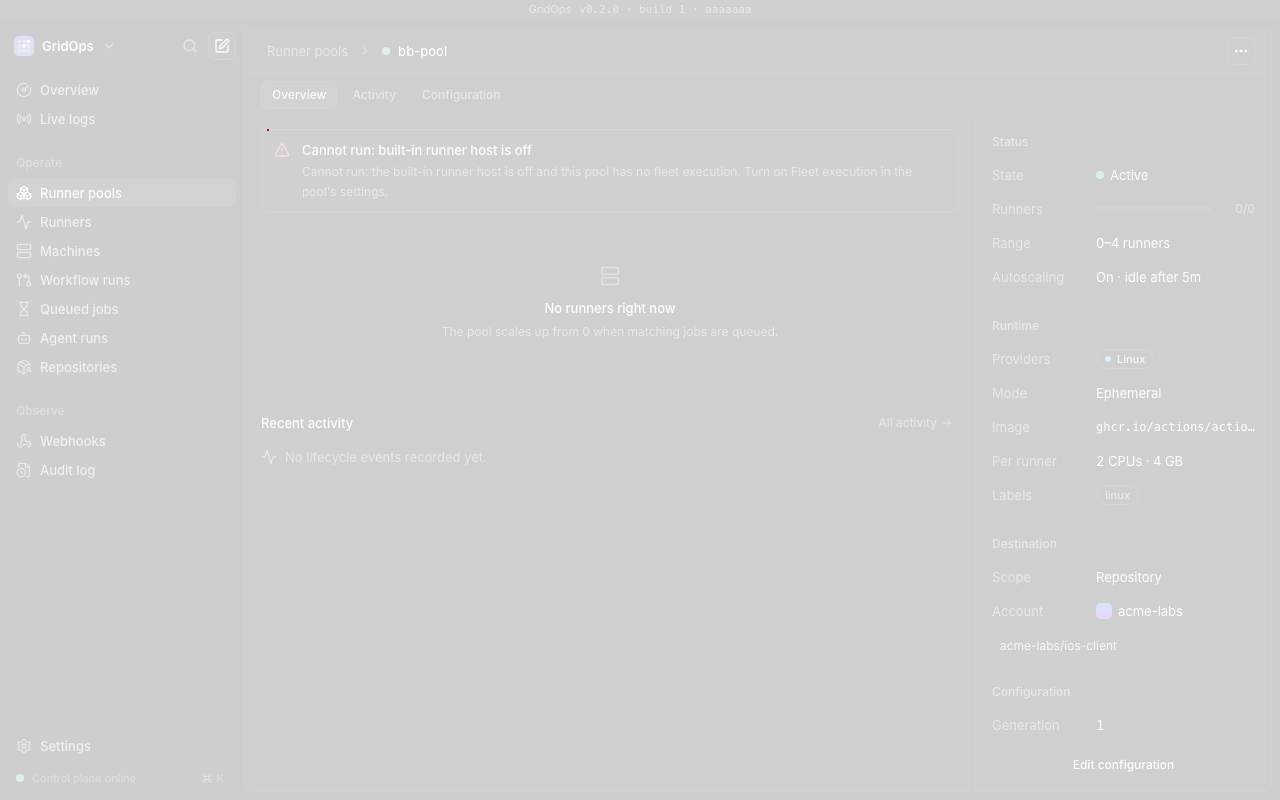 GridOps v0.2.0 · build 1 · aaaaaaa
GridOps
Overview
Live logs
Operate
Runner pools
Runners
Machines
Workflow runs
Queued jobs
Agent runs
Repositories
Observe
Webhooks
Audit log
Settings
Control plane online
⌘ K
Runner pools
bb-pool
Overview
Activity
Configuration
Cannot run: built-in runner host is off
Cannot run: the built-in runner host is off and this pool has no fleet execution. Turn on Fleet execution in the
pool's settings.
No runners right now
The pool scales up from 0 when matching jobs are queued.
Recent activity
All activity →
No lifecycle events recorded yet.
Status
State Active
Runners 0/0
Range 0–4 runners
Autoscaling On · idle after 5m
Runtime
Providers Linux
Mode Ephemeral
Image ghcr.io/actions/actio…
Per runner 2 CPUs · 4 GB
Labels linux
Destination
Scope Repository
Account acme-labs
acme-labs/ios-client
Configuration
Generation 1
Edit configuration